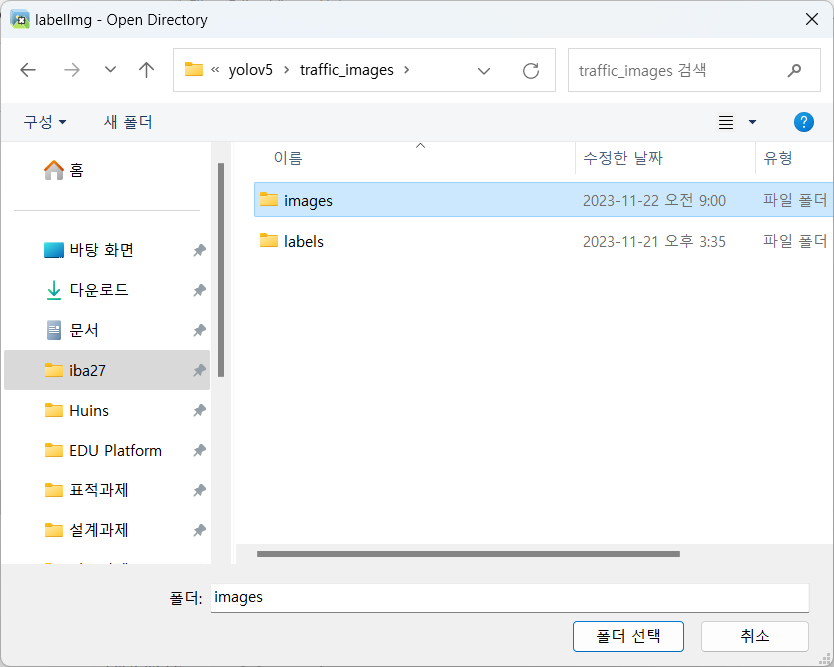 labelImg - Open Directory
« yolov5 › traffic_images ›
traffic_images 검색
구성
새 폴더
?
이름
수정한 날짜
유형
images
2023-11-22 오전 9:00
파일 폴더
labels
2023-11-21 오후 3:35
파일 폴더
홈
바탕 화면
다운로드
문서
iba27
Huins
EDU Platform
표적과제
설계과제
폴더:
images
폴더 선택
취소